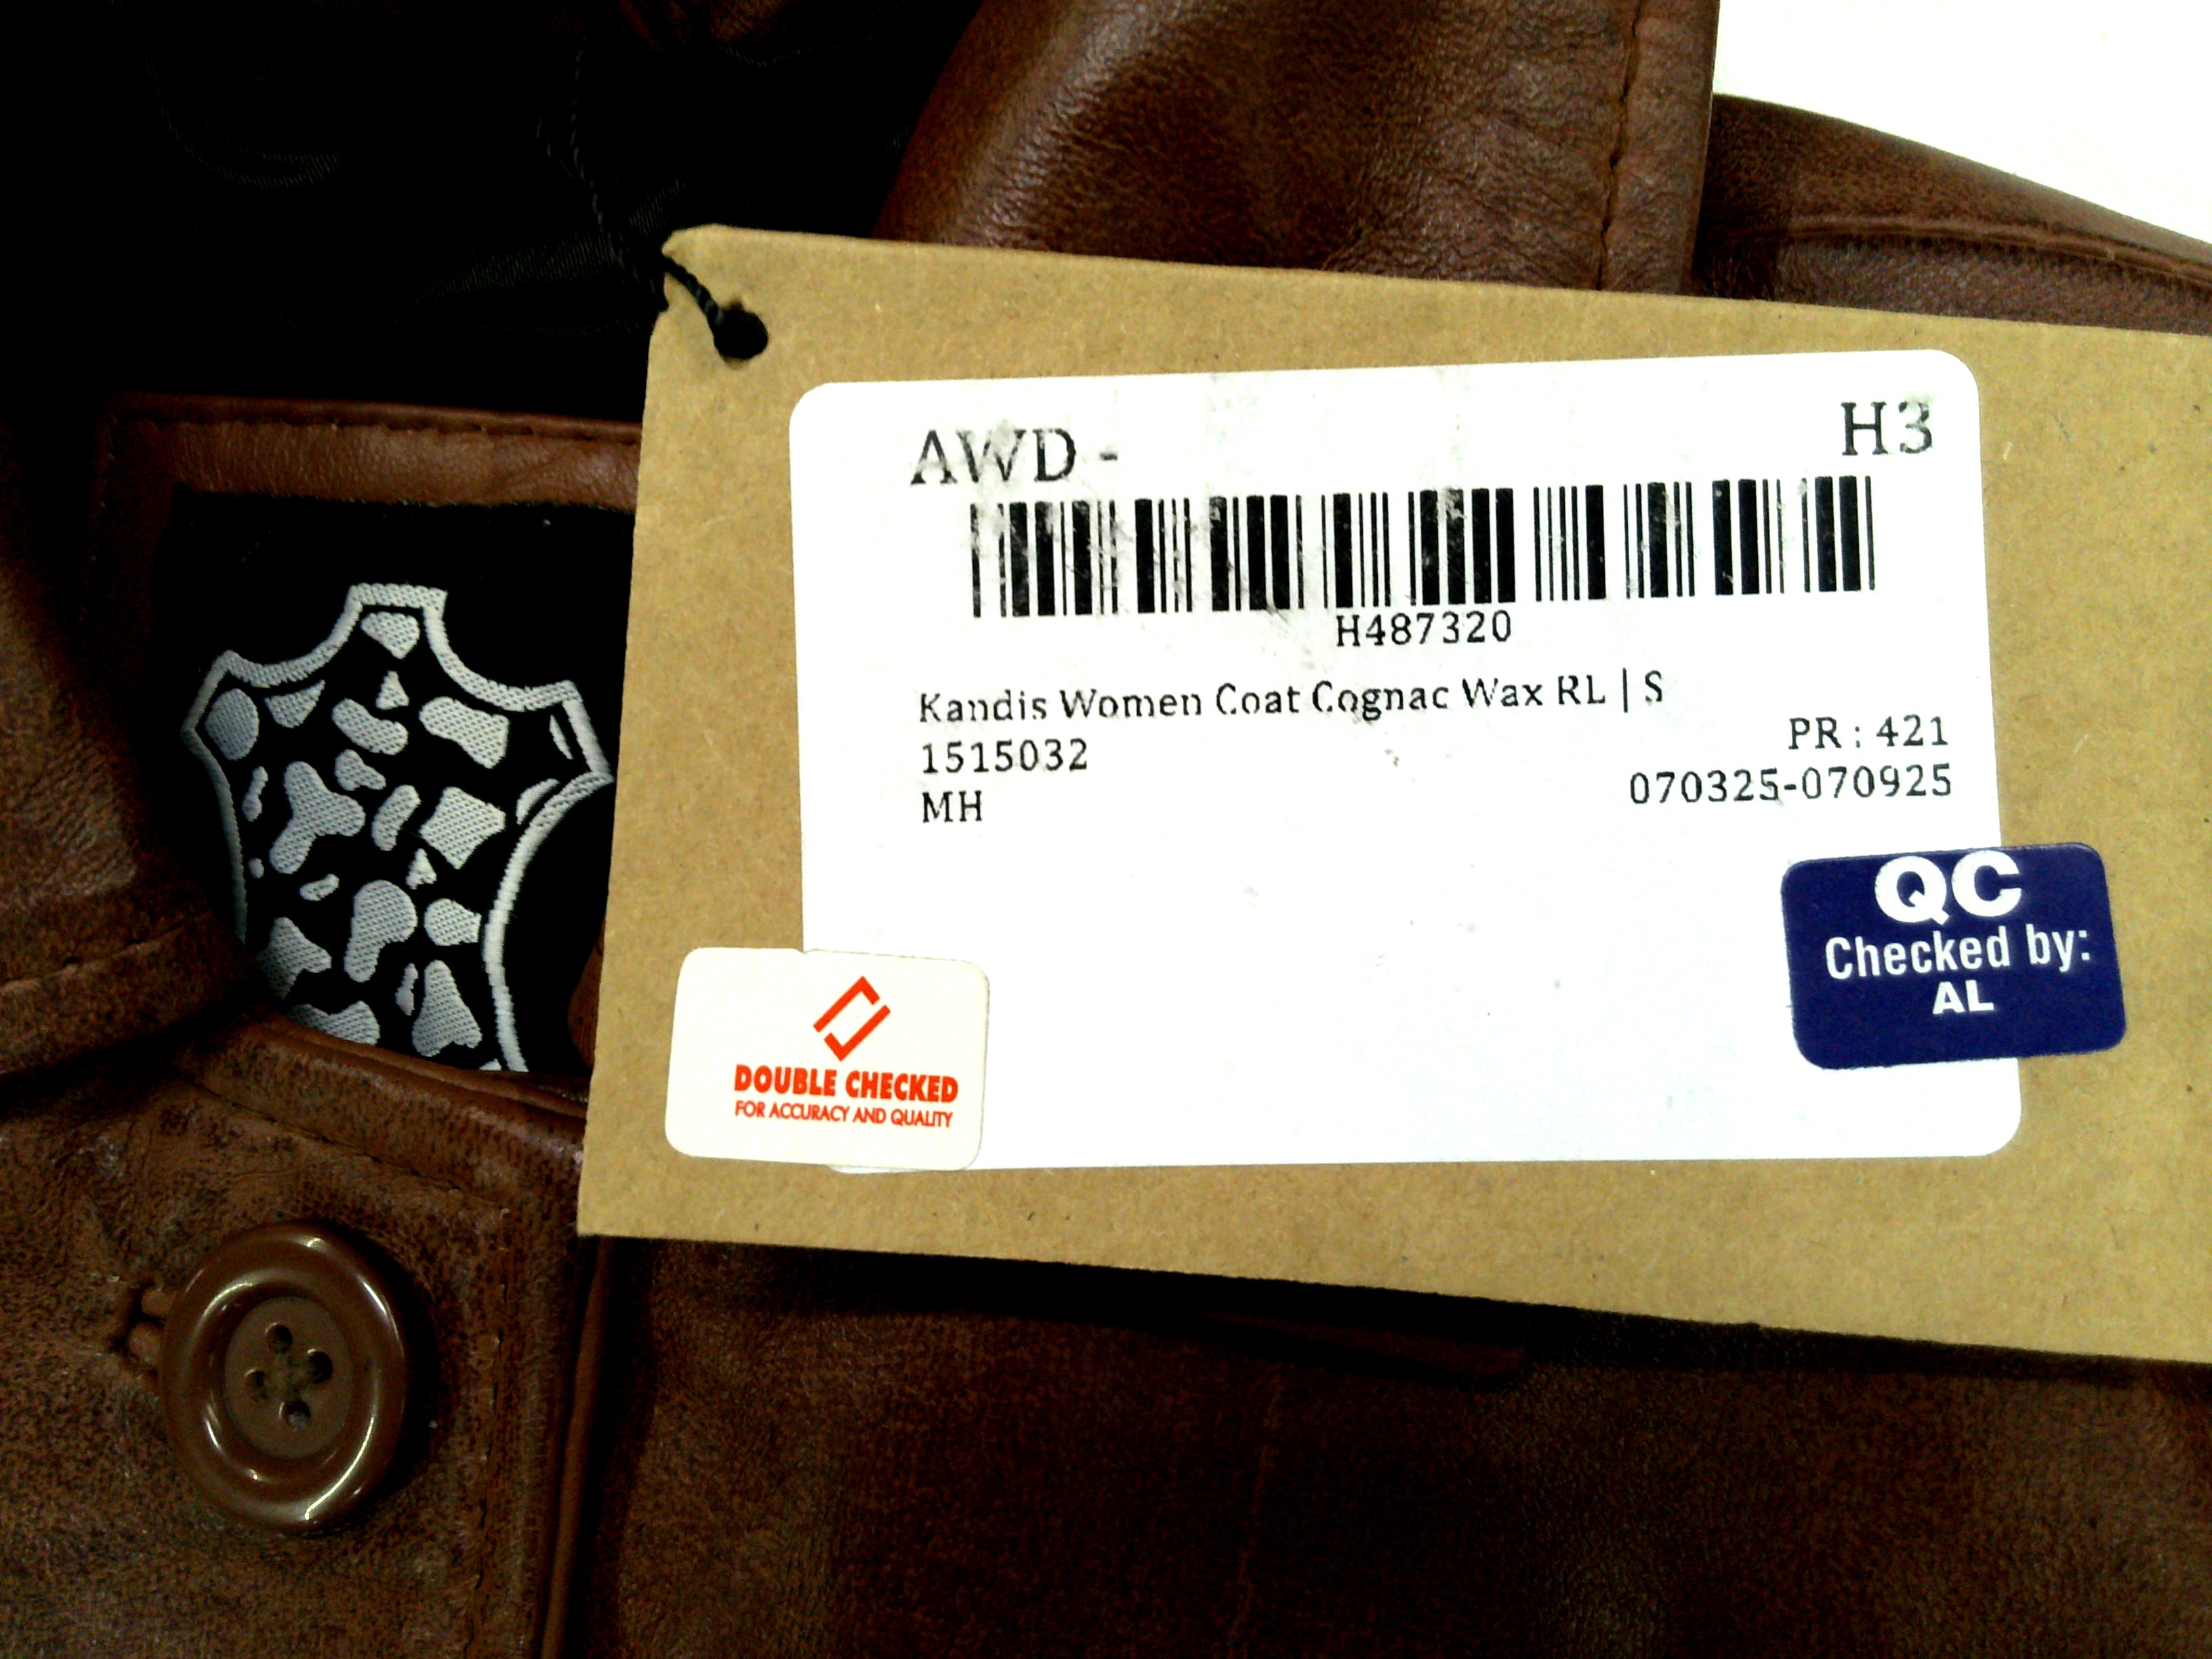 AWD - H3
H487320
Kandis Women Coat Cognac Wax RL | S
1515032 PR : 421
MH 070325-070925
QC
Checked by:
AL
DOUBLE CHECKED
FOR ACCURACY AND QUALITY